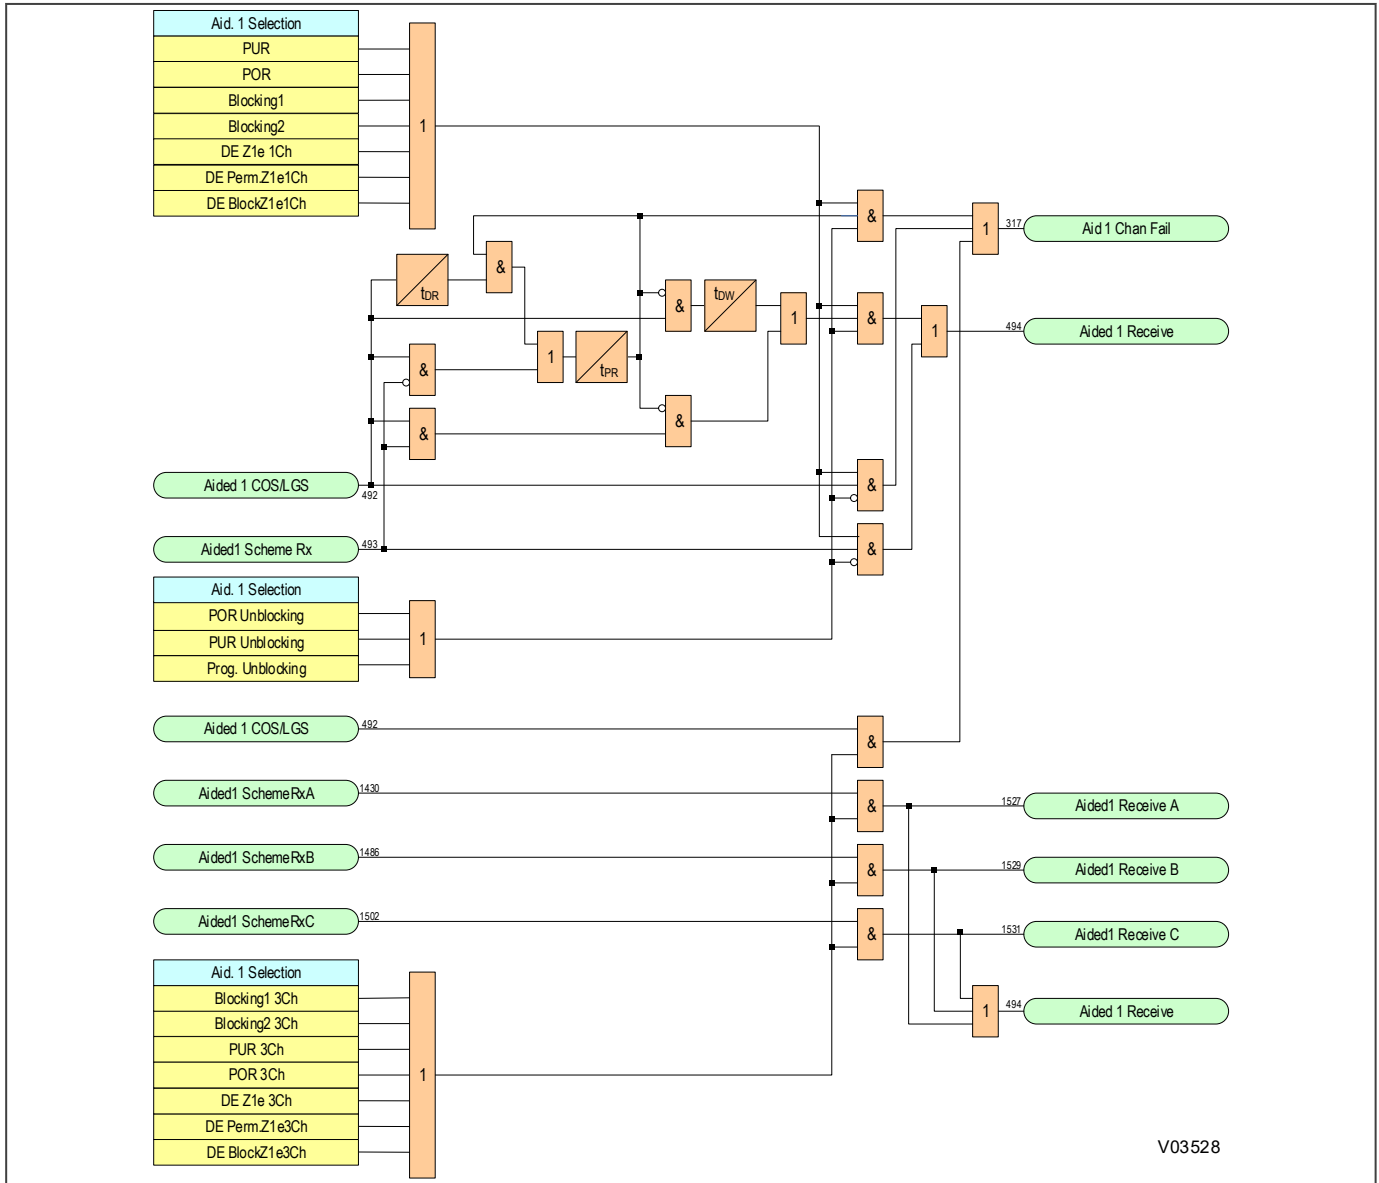 Aid. 1 Selection
PUR
POR
Blocking1
Blocking2
DE Z1e 1Ch
DE Perm.Z1e1Ch
DE BlockZ1e1Ch
1
&
1
317
Aid 1 Chan Fail
&
tDR
&
tDW
1
&
1
494
Aided 1 Receive
1
tPR
&
&
&
Aided 1 COS/LGS
492
&
Aided1 Scheme Rx
493
&
Aid. 1 Selection
POR Unblocking
PUR Unblocking
Prog. Unblocking
1
Aided 1 COS/LGS
492
&
Aided1 SchemeRxA
1430
&
1527
Aided1 Receive A
Aided1 SchemeRxB
1486
&
1529
Aided1 Receive B
Aided1 SchemeRxC
1502
&
1531
Aided1 Receive C
Aid. 1 Selection
Blocking1 3Ch
Blocking2 3Ch
PUR 3Ch
POR 3Ch
DE Z1e 3Ch
DE Perm.Z1e3Ch
DE BlockZ1e3Ch
1
1
494
Aided 1 Receive
V03528